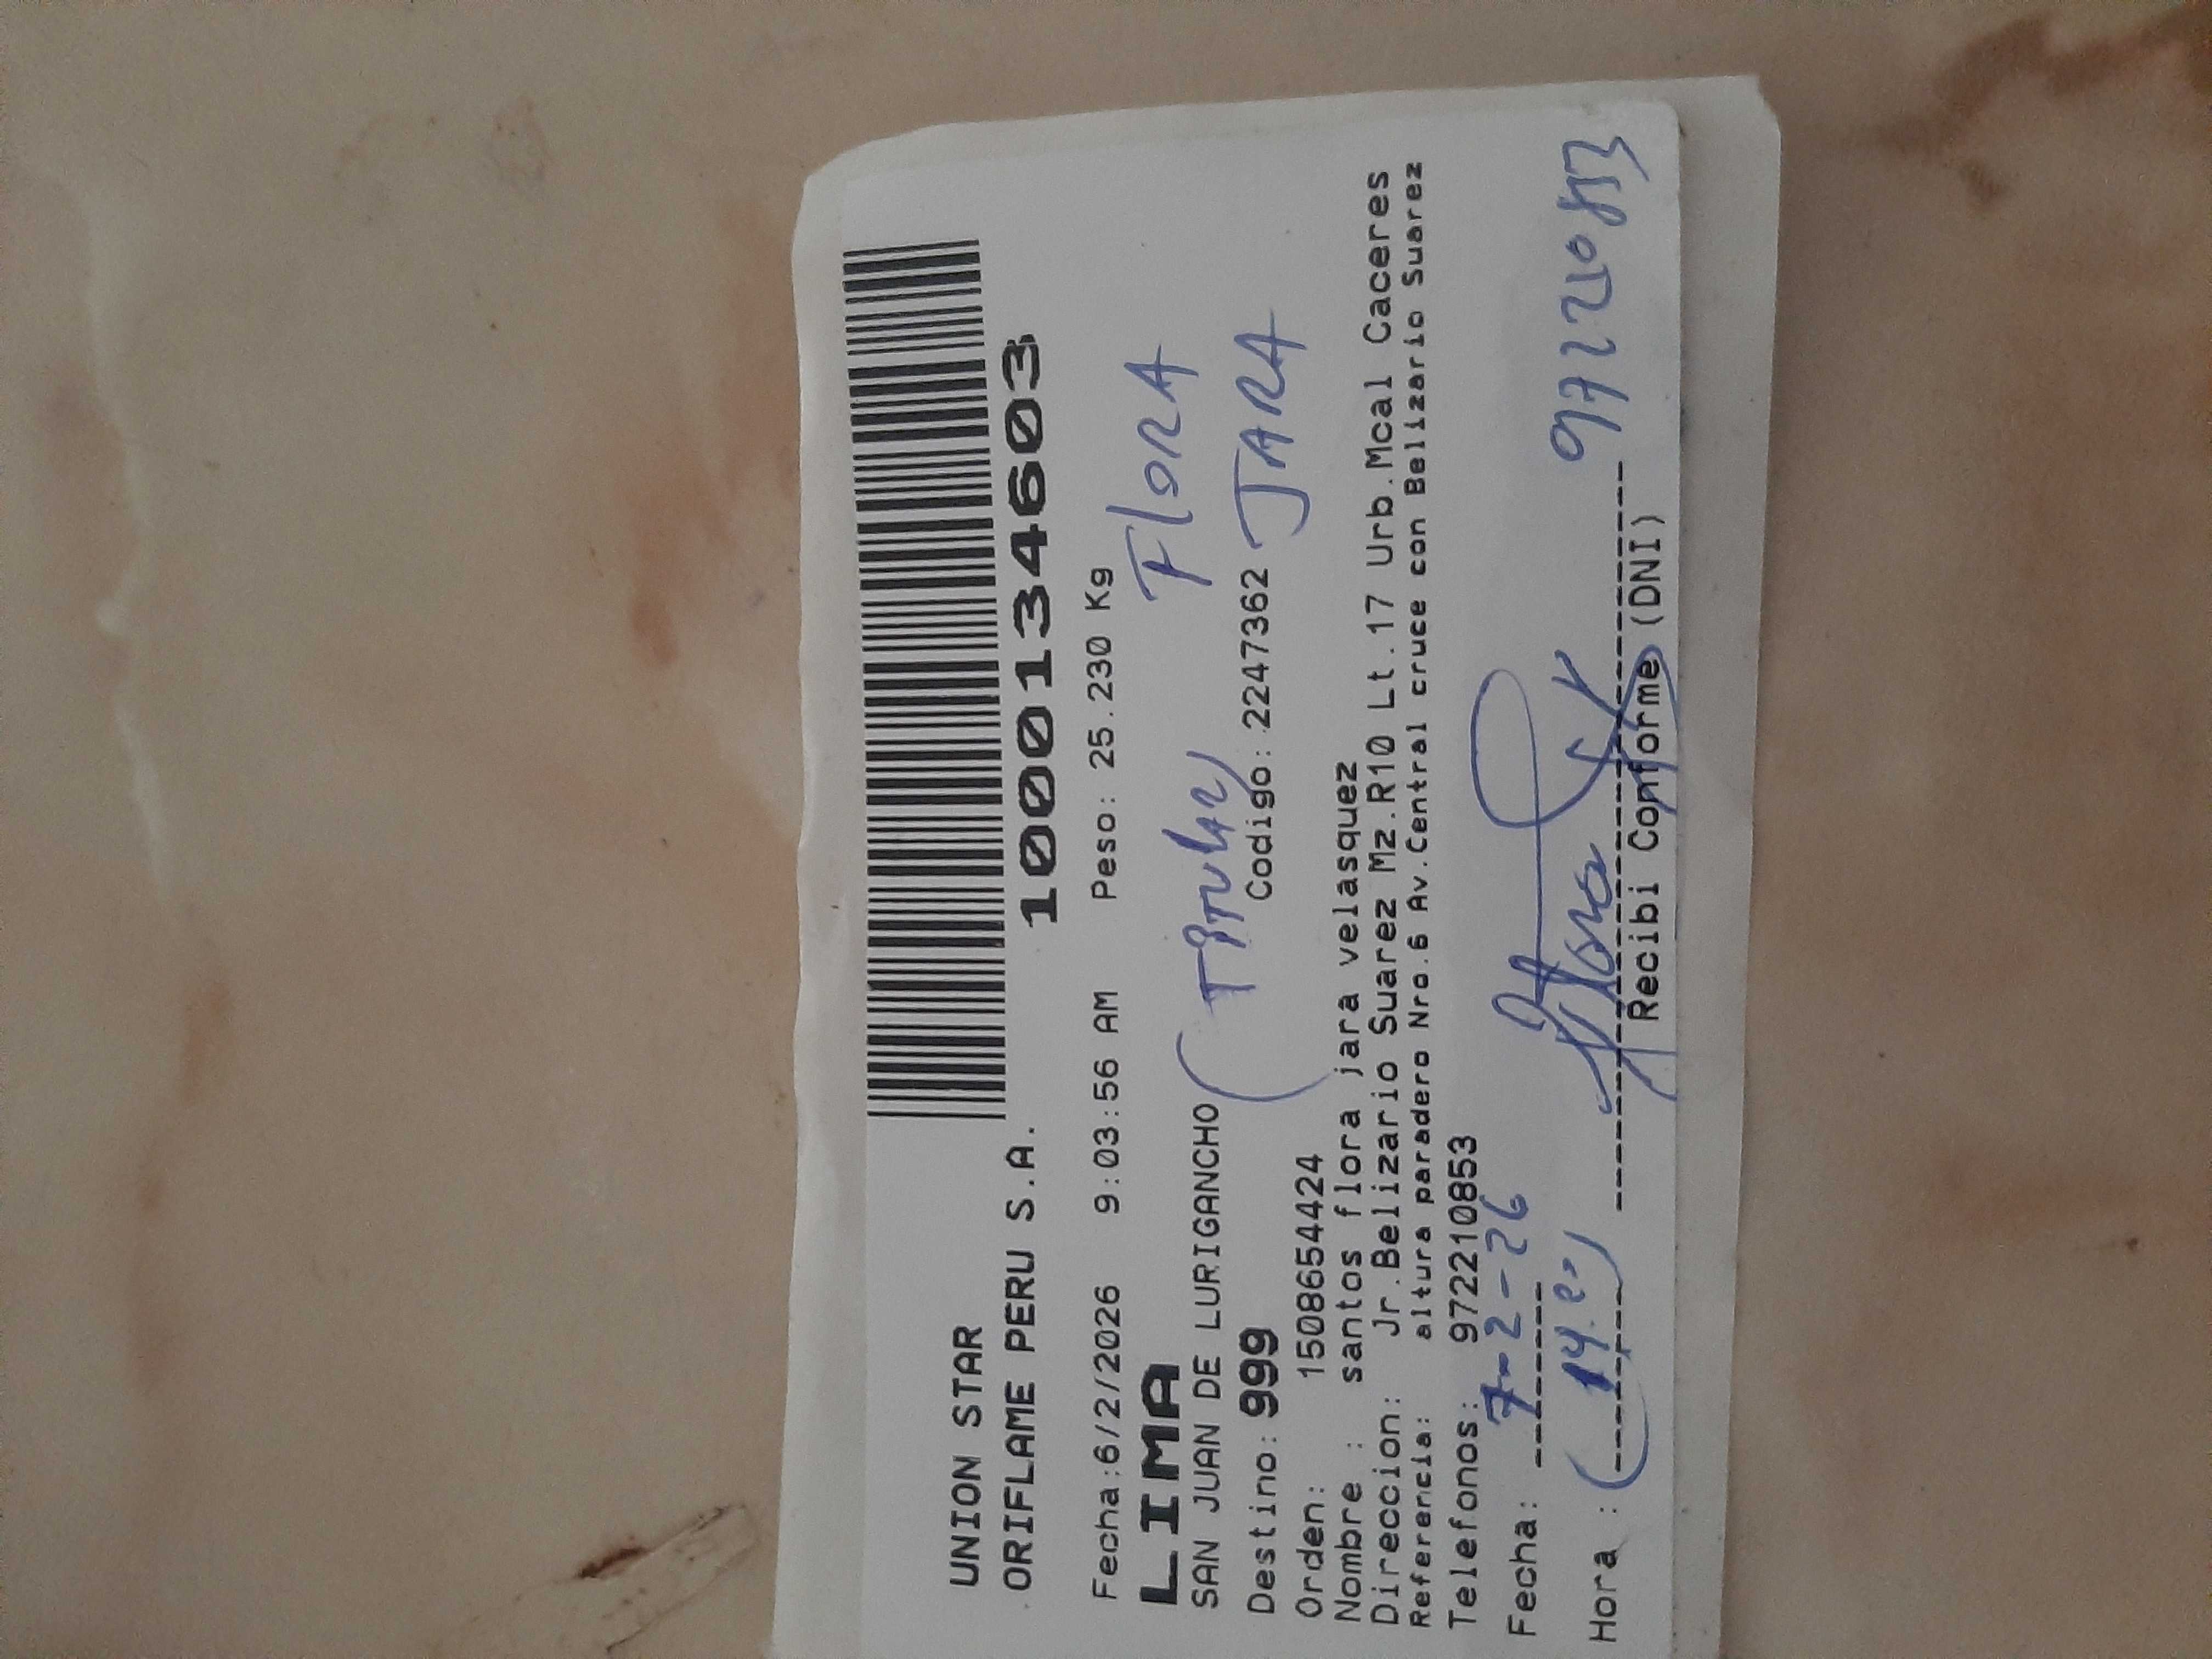 UNION STAR
ORIFLAME PERU S.A.
1000134603
Fecha:6/2/2026 9:03:56 AM Peso: 25.230 Kg
LIMA
FLORA
SAN JUAN DE LURIGANCHO (TITULAR)
Destino: 999 Codigo: 2247362 JARA
Orden: 1508654424
Nombre : santos flora jara velasquez
Direccion: Jr.Belizario Suarez Mz.R10 Lt.17 Urb.Mcal Caceres
Referencia: altura paradero Nro.6 Av.Central cruce con Belizario Suarez
Telefonos: 972210853
Fecha: 7-2-26
Hora : (14.
Recibi Conforme (DNI)